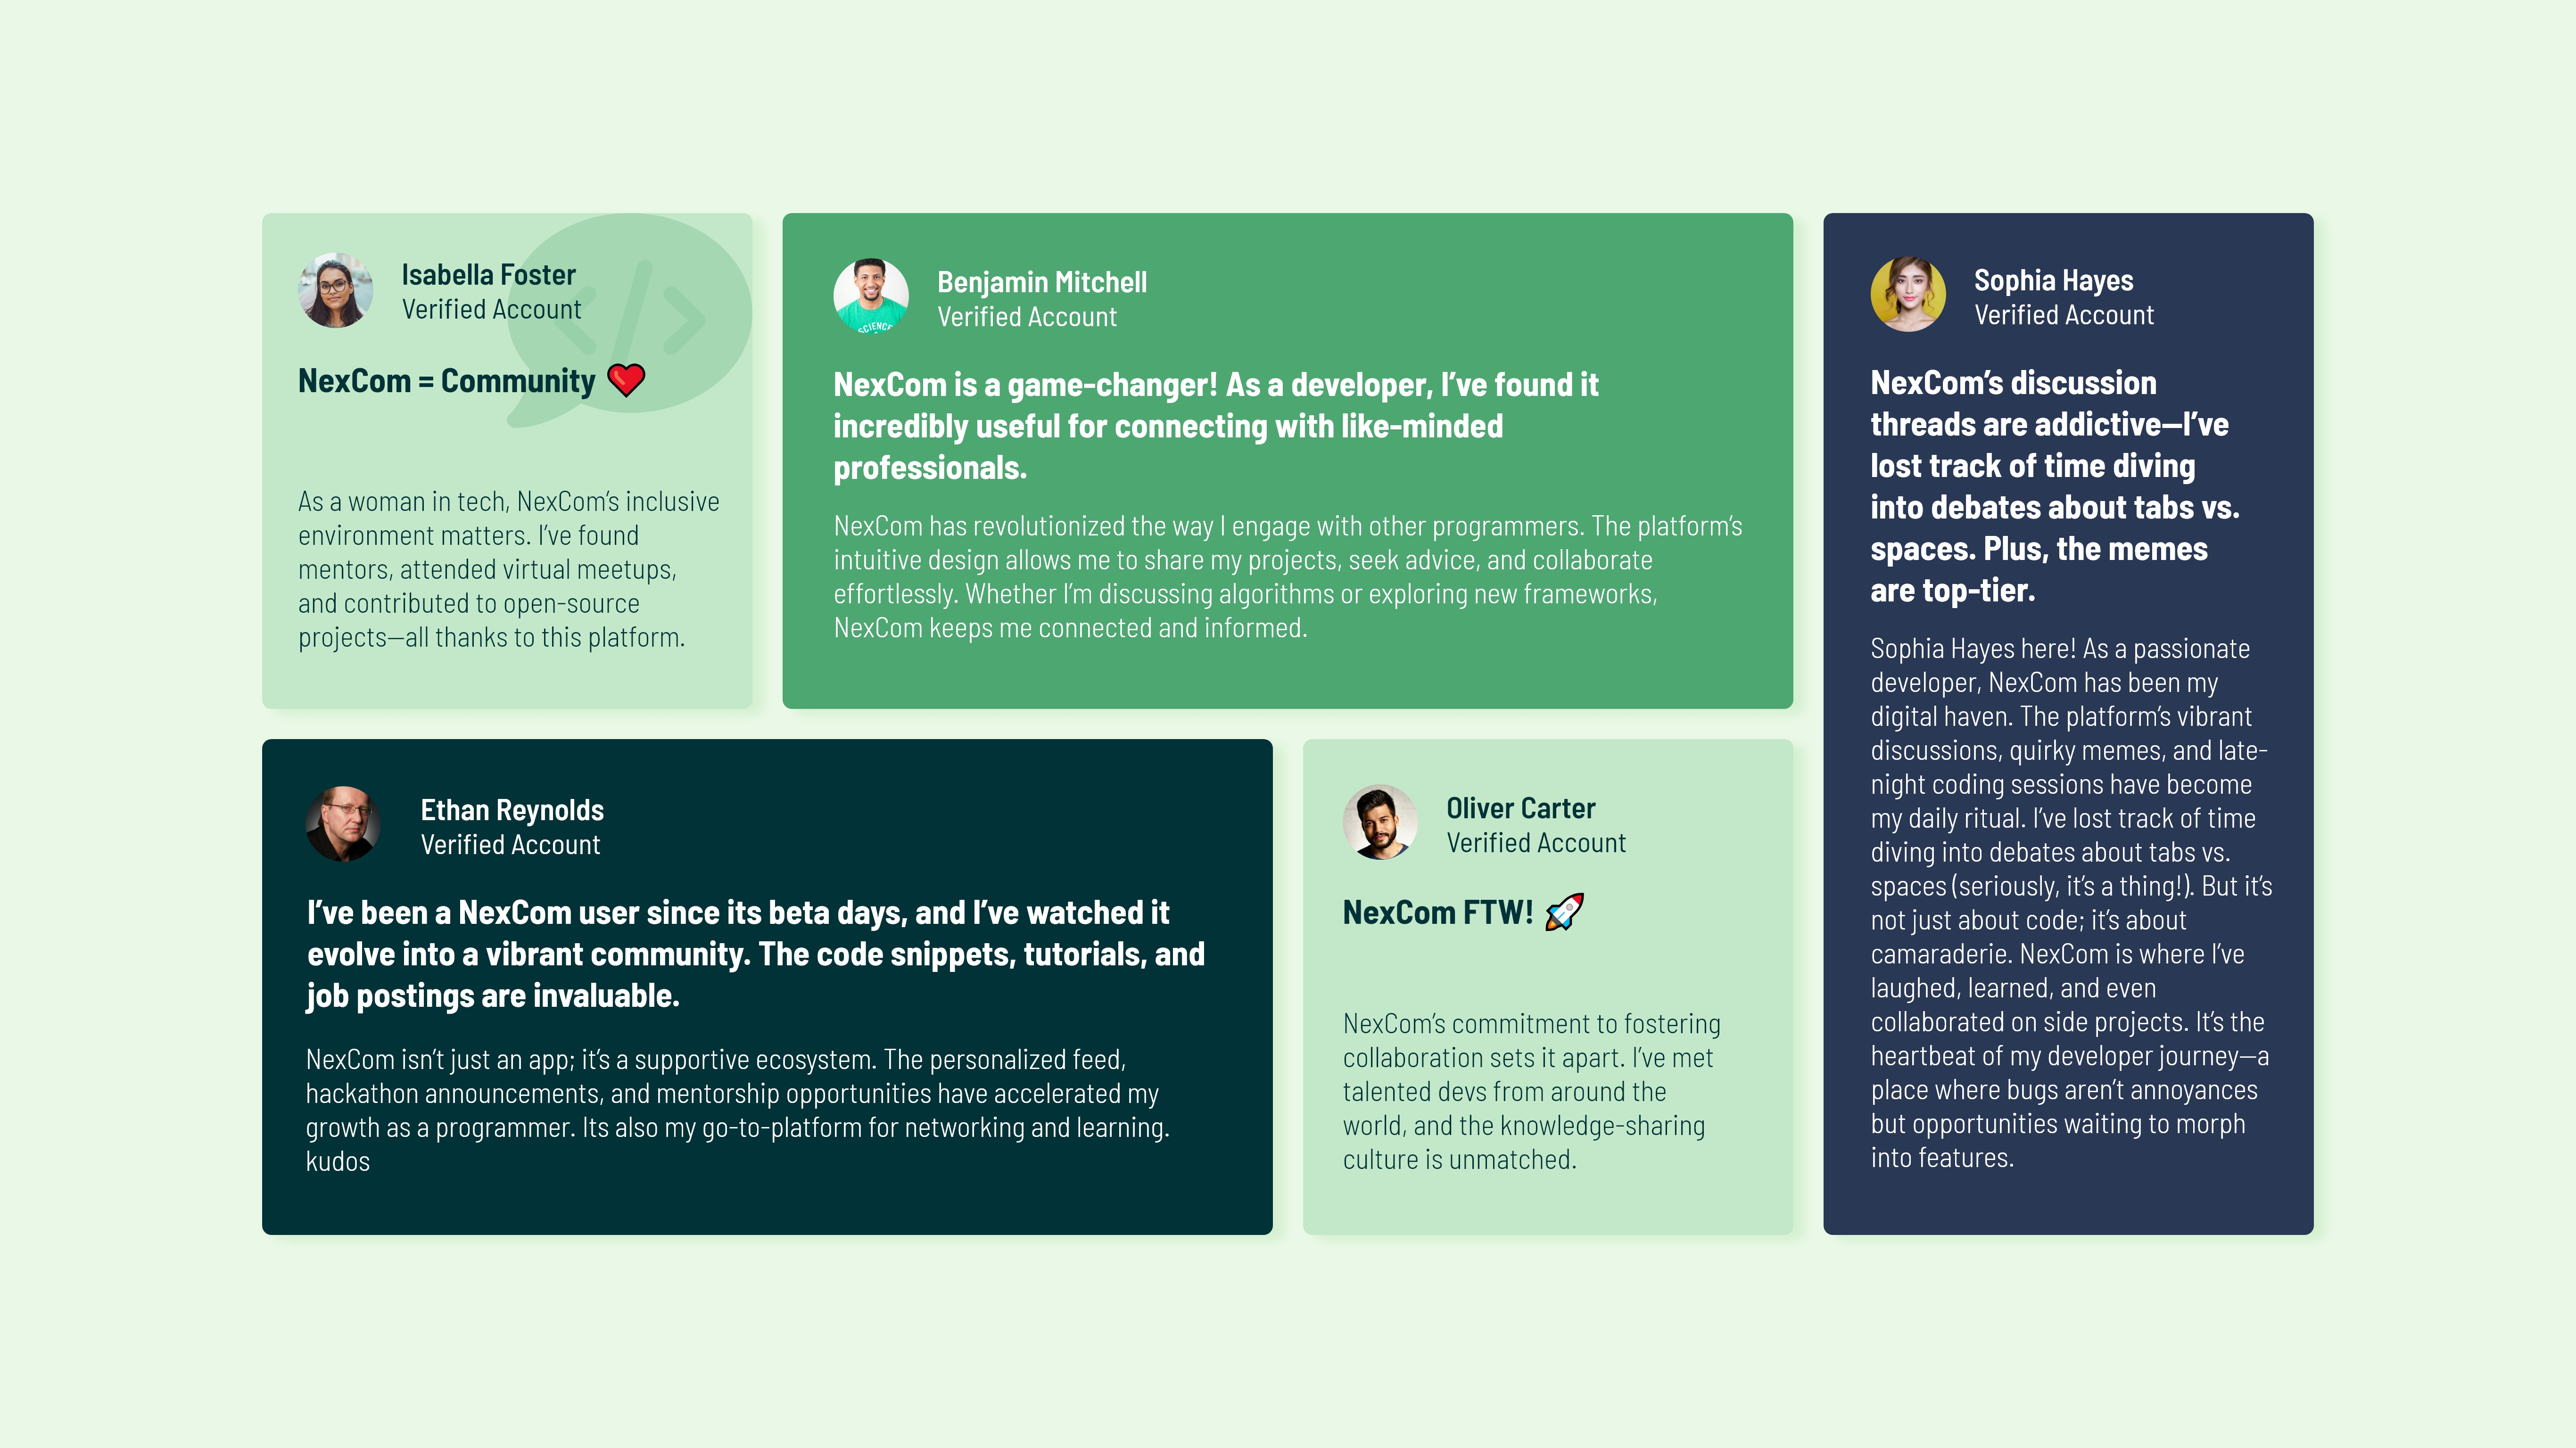 Isabella Foster
Verified Account
NexCom = Community ❤️
As a woman in tech, NexCom’s inclusive
environment matters. I’ve found
mentors, attended virtual meetups,
and contributed to open-source
projects—all thanks to this platform.
Benjamin Mitchell
Verified Account
SCIENCE
NexCom is a game-changer! As a developer, I’ve found it
incredibly useful for connecting with like-minded
professionals.
NexCom has revolutionized the way I engage with other programmers. The platform’s
intuitive design allows me to share my projects, seek advice, and collaborate
effortlessly. Whether I’m discussing algorithms or exploring new frameworks,
NexCom keeps me connected and informed.
Sophia Hayes
Verified Account
NexCom’s discussion
threads are addictive—I’ve
lost track of time diving
into debates about tabs vs.
spaces. Plus, the memes
are top-tier.
Sophia Hayes here! As a passionate
developer, NexCom has been my
digital haven. The platform’s vibrant
discussions, quirky memes, and late-
night coding sessions have become
my daily ritual. I’ve lost track of time
diving into debates about tabs vs.
spaces (seriously, it’s a thing!). But it’s
not just about code; it’s about
camaraderie. NexCom is where I’ve
laughed, learned, and even
collaborated on side projects. It’s the
heartbeat of my developer journey—a
place where bugs aren’t annoyances
but opportunities waiting to morph
into features.
Ethan Reynolds
Verified Account
I’ve been a NexCom user since its beta days, and I’ve watched it
evolve into a vibrant community. The code snippets, tutorials, and
job postings are invaluable.
NexCom isn’t just an app; it’s a supportive ecosystem. The personalized feed,
hackathon announcements, and mentorship opportunities have accelerated my
growth as a programmer. Its also my go-to-platform for networking and learning.
kudos
Oliver Carter
Verified Account
NexCom FTW! 🚀
NexCom’s commitment to fostering
collaboration sets it apart. I’ve met
talented devs from around the
world, and the knowledge-sharing
culture is unmatched.